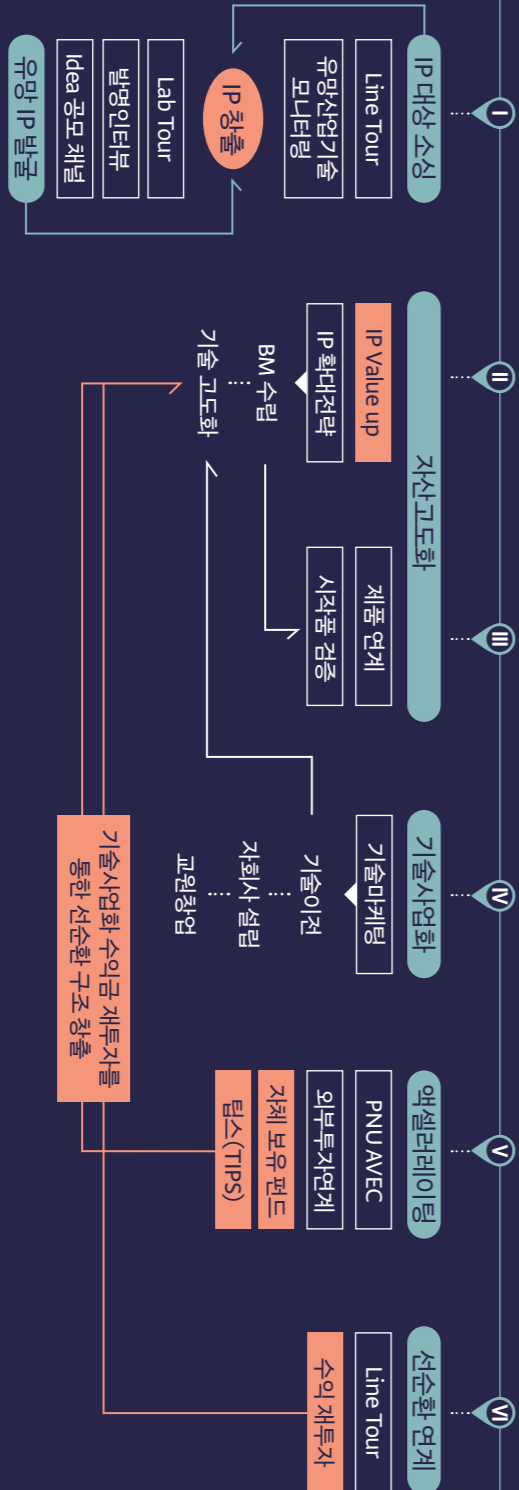 I
IP 대상 소싱
Line Tour
유망산업기술
모니터링
IP 창출
Lab Tour
발명인터뷰
Idea 공모 채널
유망 IP 발굴
II
III
자산고도화
IP Value up
IP 확대전략
BM 수립
기술 고도화
제품 연계
시작품 검증
IV
기술사업화
기술마케팅
기술이전
자회사 설립
교원창업
V
액셀러레이팅
PNU AVEC
외부투자연계
자체 보유 펀드
팁스(TIPS)
VI
선순환 연계
Line Tour
수익 재투자
기술사업화 수익금 재투자를
통한 선순환 구조 창출